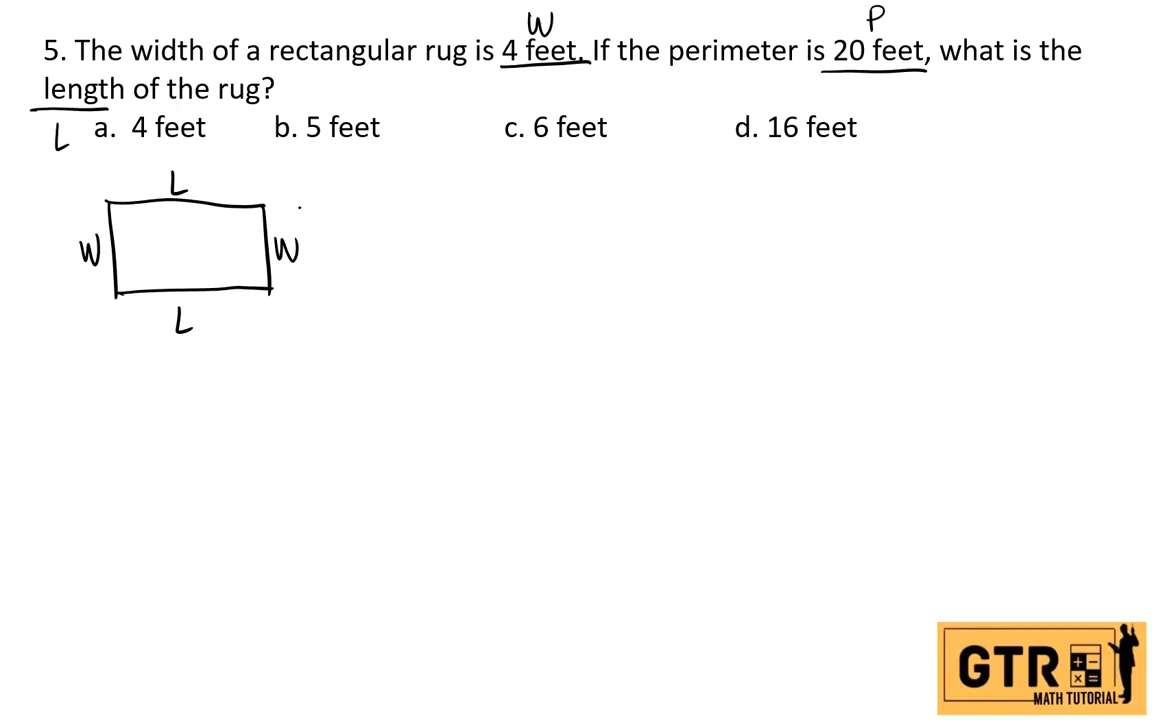 W P
5. The width of a rectangular rug is 4 feet. If the perimeter is 20 feet, what is the
length of the rug?
L a. 4 feet b. 5 feet c. 6 feet d. 16 feet
L
W W
L
GTR + − × =
MATH TUTORIAL